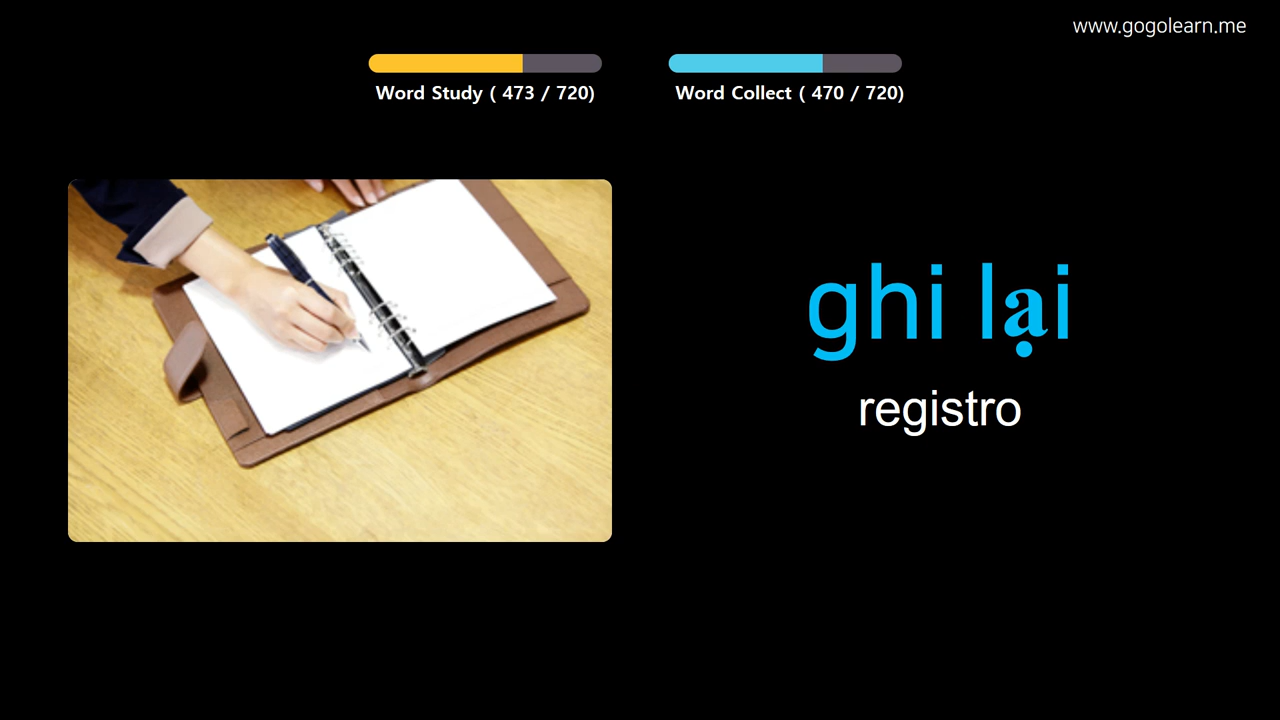 www.gogolearn.me
Word Study ( 473 / 720)
Word Collect ( 470 / 720)
ghi lại
registro